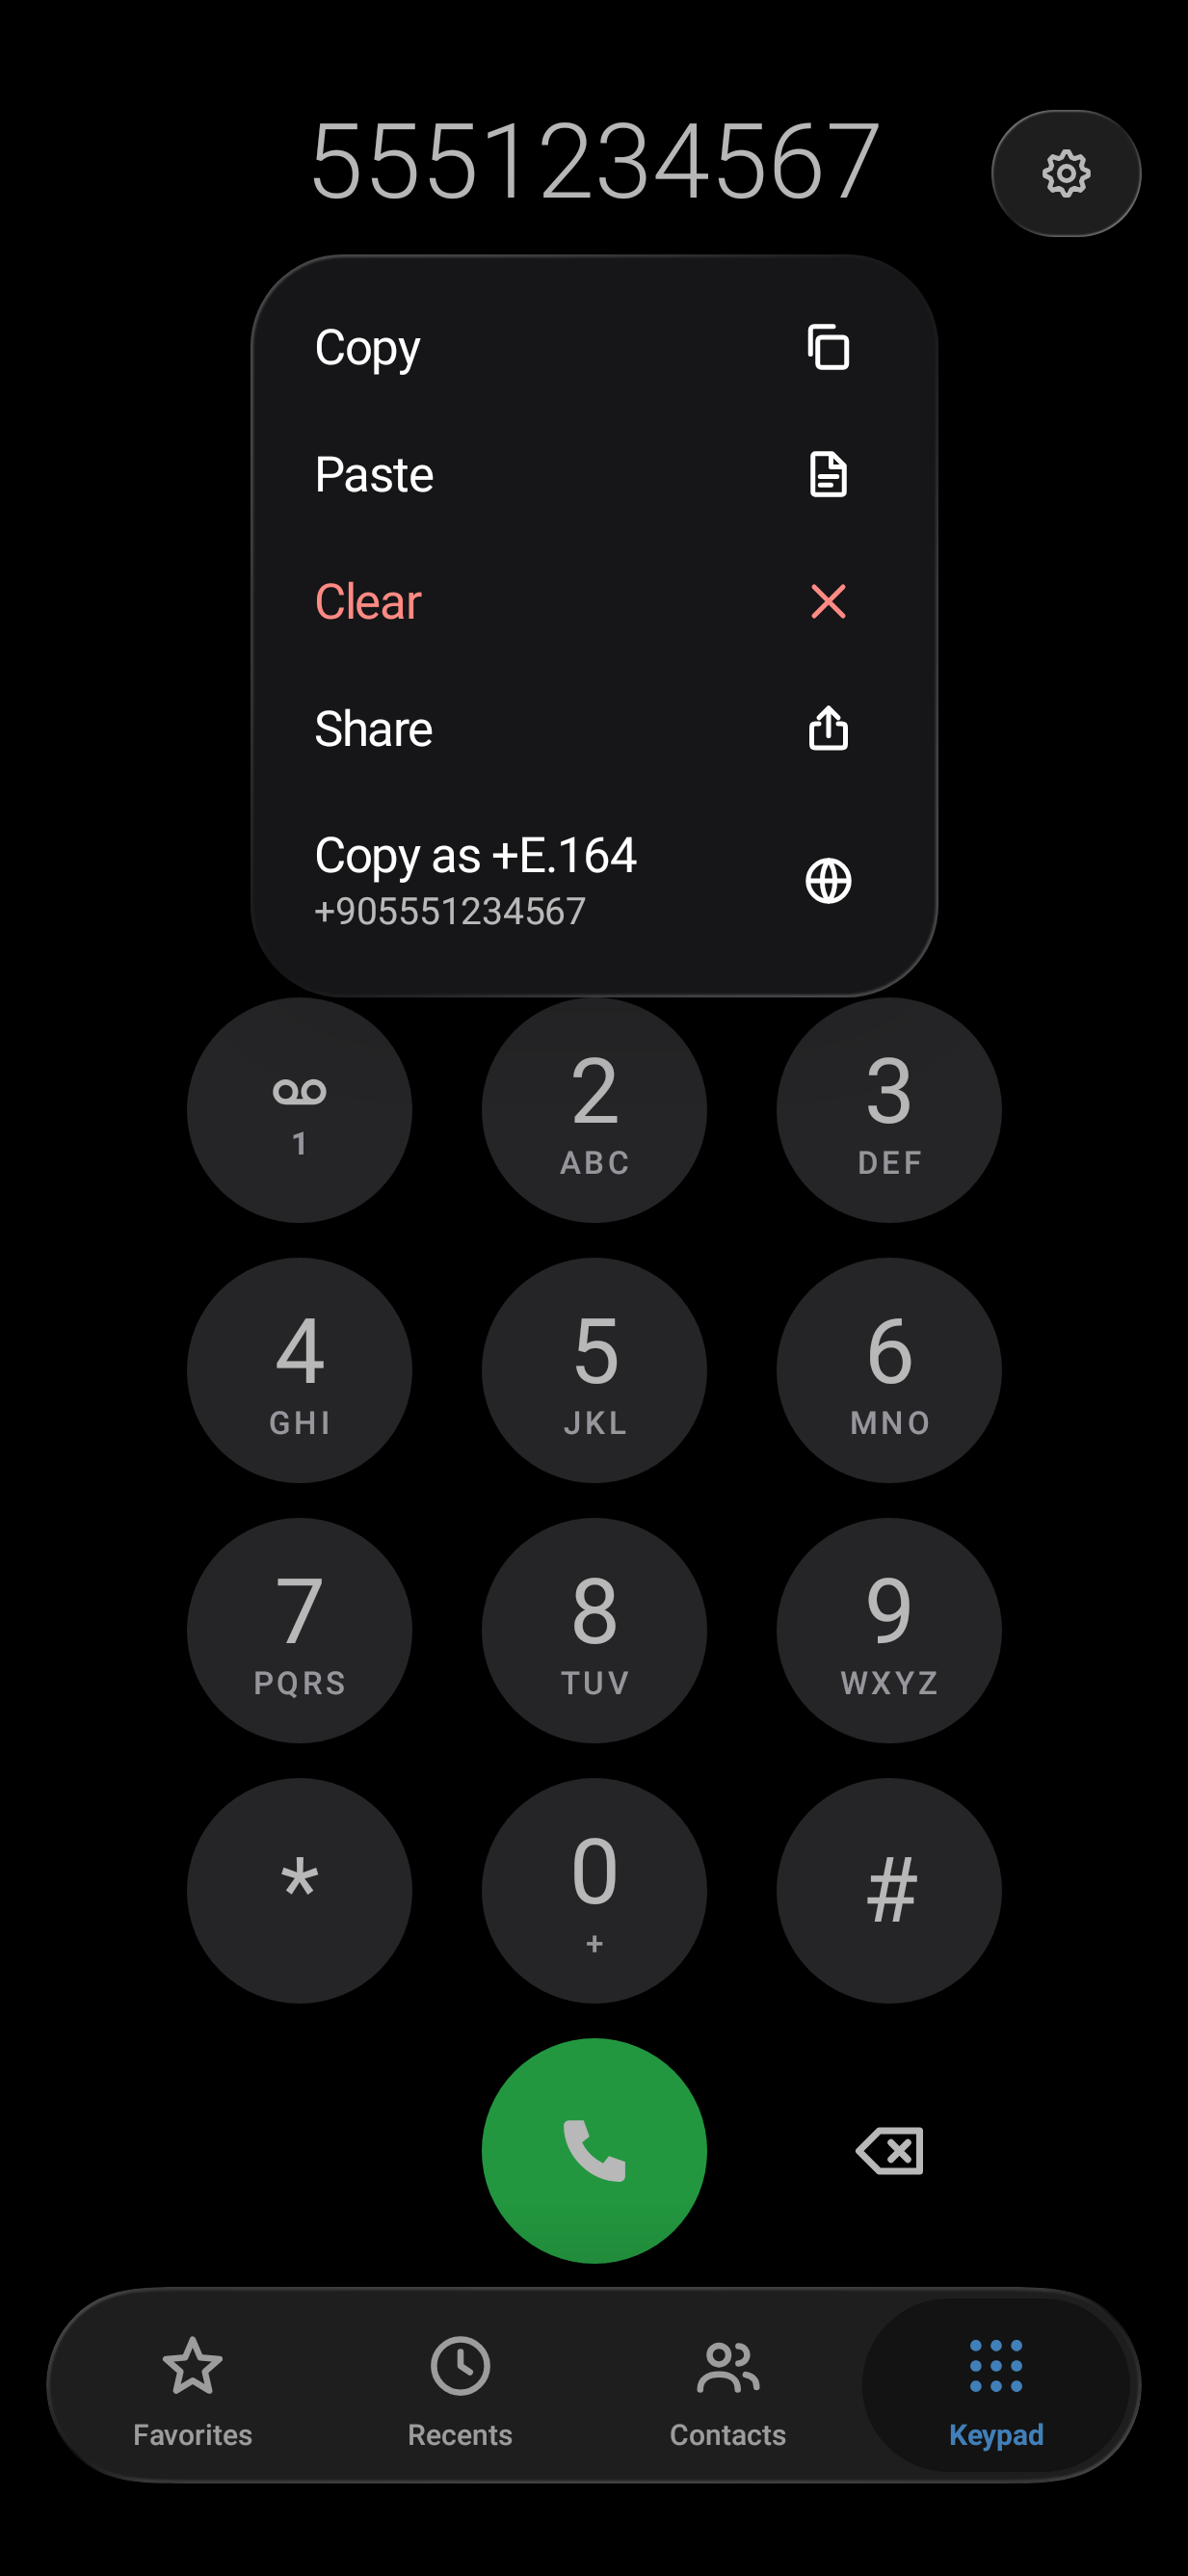 5551234567
Copy
Paste
Clear
Share
Copy as +E.164
+905551234567
1
2
ABC
3
DEF
4
GHI
5
JKL
6
MNO
7
PQRS
8
TUV
9
WXYZ
*
0
+
#
Favorites
Recents
Contacts
Keypad